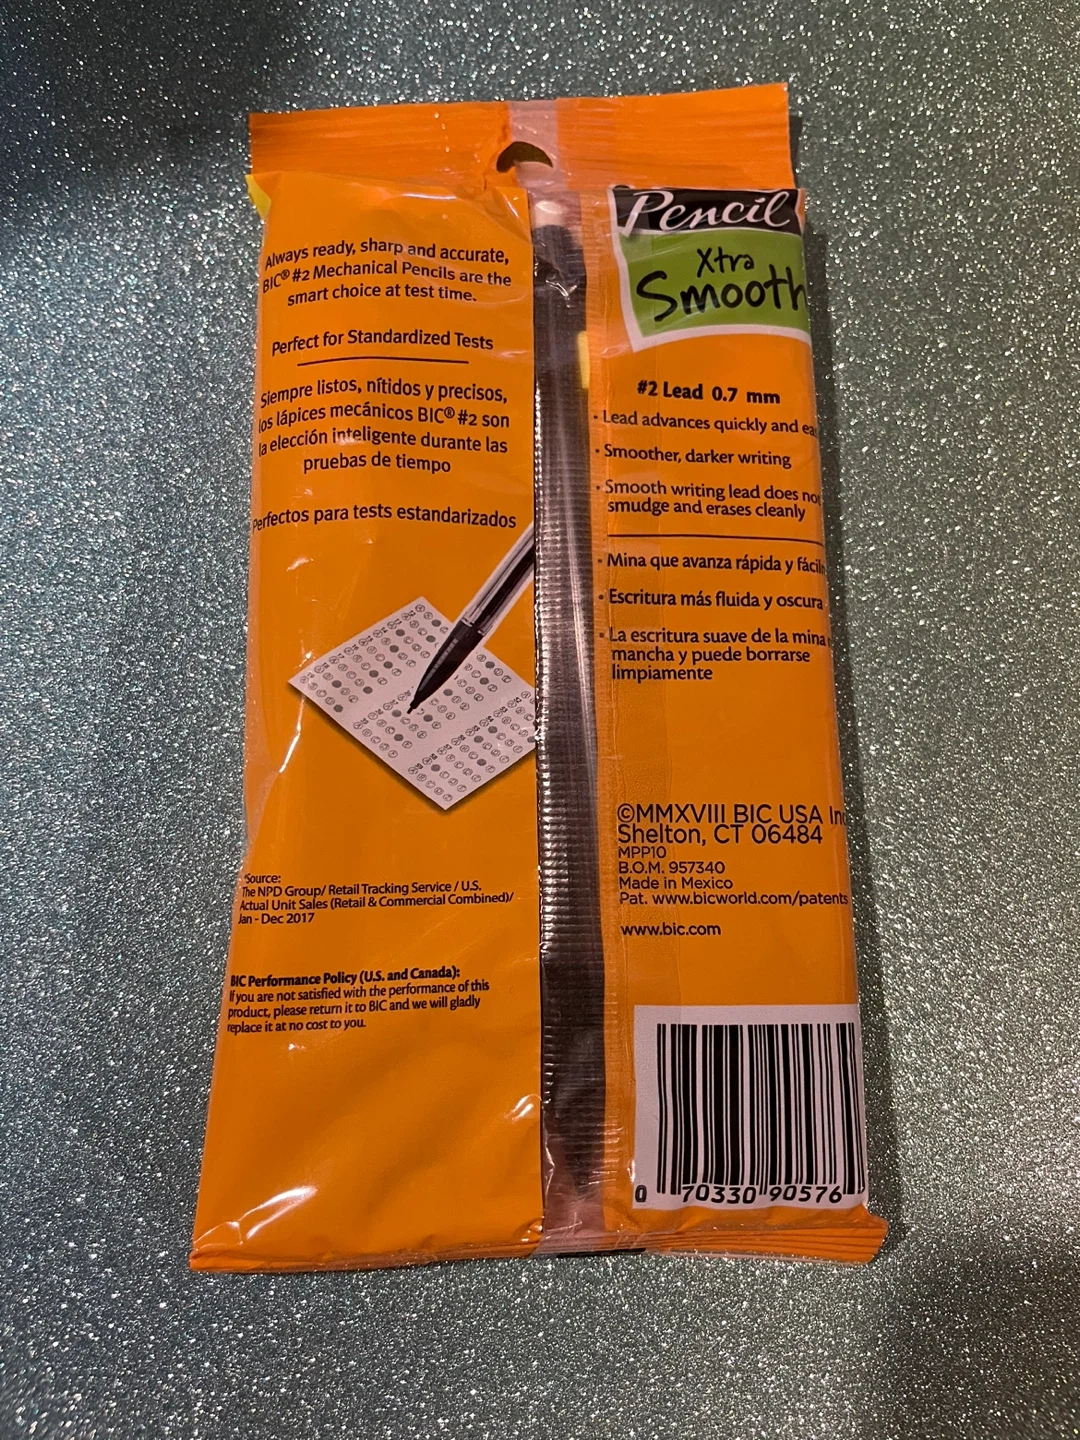 Always ready, sharp and accurate,
BIC® #2 Mechanical Pencils are the
smart choice at test time.
Perfect for Standardized Tests
Siempre listos, nítidos y precisos,
los lápices mecánicos BIC® #2 son
la elección inteligente durante las
pruebas de tiempo
Perfectos para tests estandarizados
*Source:
The NPD Group/ Retail Tracking Service / U.S.
Actual Unit Sales (Retail & Commercial Combined)/
Jan - Dec 2017
BIC Performance Policy (U.S. and Canada):
If you are not satisfied with the performance of this
product, please return it to BIC and we will gladly
replace it at no cost to you.
Pencil
Xtra
Smooth
#2 Lead 0.7 mm
• Lead advances quickly and
• Smoother, darker writing
• Smooth writing lead does not
smudge and erases cleanly
• Mina que avanza rápida y
• Escritura más fluida y oscura
• La escritura suave de la mina
mancha y puede borrarse
limpiamente
©MMXVIII BIC USA Inc
Shelton, CT 06484
MPP10
B.O.M. 957340
Made in Mexico
Pat. www.bicworld.com/patents
www.bic.com
0 70330 90576